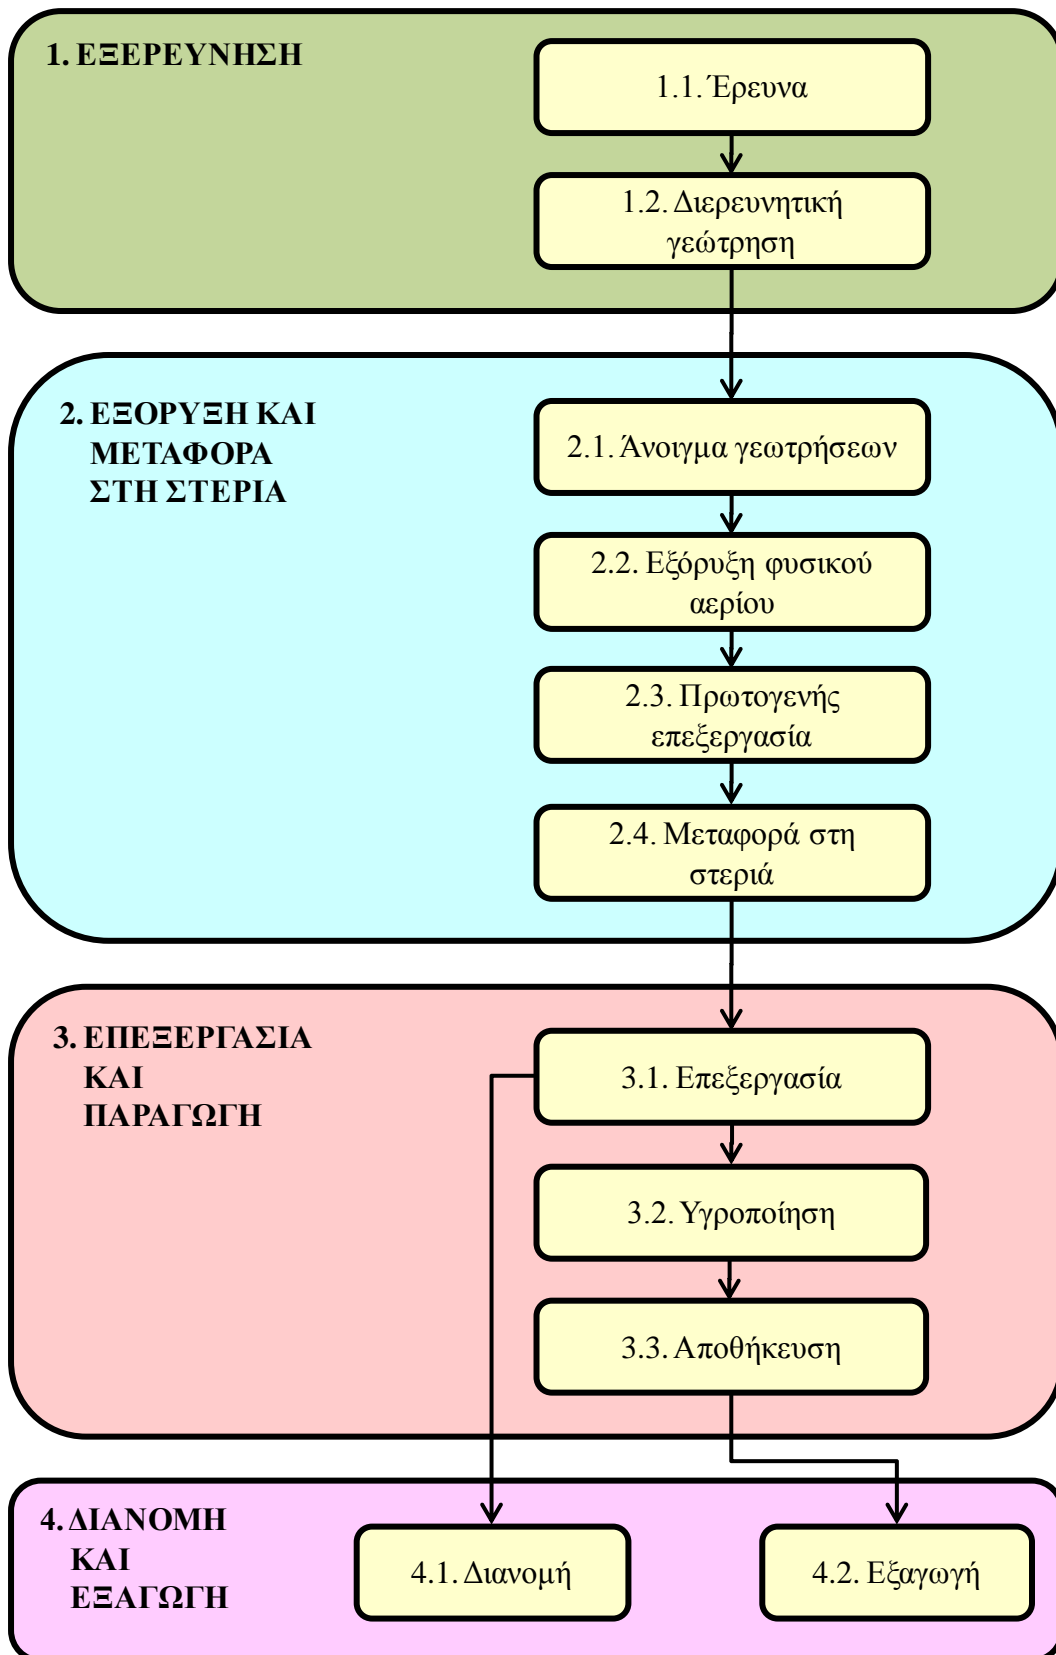 1. ΕΞΕΡΕΥΝΗΣΗ
1.1. Έρευνα
1.2. Διερευνητική
γεώτρηση
2. ΕΞΟΡΥΞΗ ΚΑΙ
ΜΕΤΑΦΟΡΑ
ΣΤΗ ΣΤΕΡΙΑ
2.1. Άνοιγμα γεωτρήσεων
2.2. Εξόρυξη φυσικού
αερίου
2.3. Πρωτογενής
επεξεργασία
2.4. Μεταφορά στη
στεριά
3. ΕΠΕΞΕΡΓΑΣΙΑ
ΚΑΙ
ΠΑΡΑΓΩΓΗ
3.1. Επεξεργασία
3.2. Υγροποίηση
3.3. Αποθήκευση
4. ΔΙΑΝΟΜΗ
ΚΑΙ
ΕΞΑΓΩΓΗ
4.1. Διανομή
4.2. Εξαγωγή